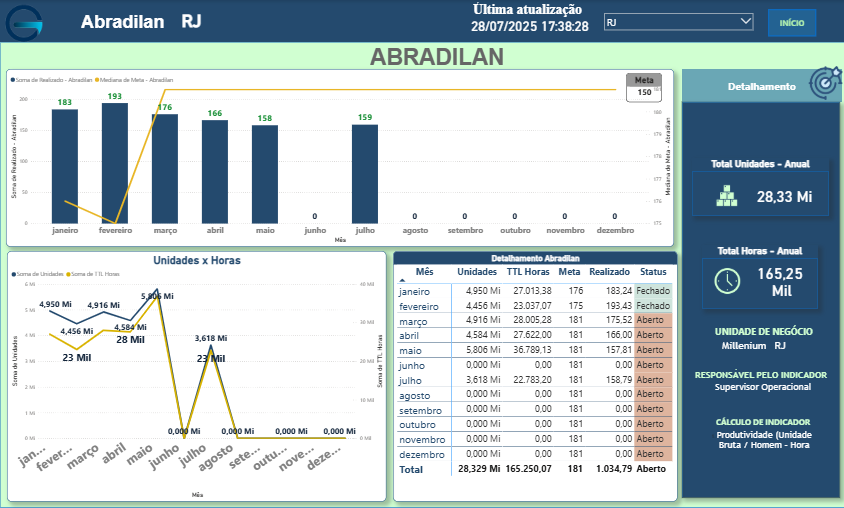 Abradilan RJ
Última atualização
28/07/2025 17:38:28
RJ
INÍCIO
ABRADILAN
Soma de Realizado - Abradilan Mediana de Meta - Abradilan
Meta
150
Soma de Realizado - Abradilan
200
150
100
50
0
183
193
176
166
158
0
159
0
0
0
0
0
181
180
179
178
177
176
175
Mediana de Meta - Abradilan
janeiro fevereiro março abril maio junho julho agosto setembro outubro novembro dezembro
Mês
Unidades x Horas
Soma de Unidades Soma de TTL Horas
Soma de Unidades
6 Mi
5 Mi
4 Mi
3 Mi
2 Mi
1 Mi
0 Mi
4,950 Mi
4,456 Mi
4,916 Mi
4,584 Mi
5,806 Mi
3,618 Mi
23 Mil
28 Mil
23 Mil
0,000 Mi
0,000 Mi
0,000 Mi
0,000 Mi
40 Mil
30 Mil
20 Mil
10 Mil
0 Mil
Soma de TTL Horas
jan... fever... março abril maio junho julho agosto sete... outu... nove... deze...
Mês
Detalhamento Abradilan
Mês Unidades TTL Horas Meta Realizado Status
janeiro 4,950 Mi 27.013,38 176 183,24 Fechado
fevereiro 4,456 Mi 23.037,07 175 193,43 Fechado
março 4,916 Mi 28.005,28 181 175,52 Aberto
abril 4,584 Mi 27.622,00 181 166,00 Aberto
maio 5,806 Mi 36.789,13 181 157,81 Aberto
junho 0,000 Mi 0,00 181 0,00 Aberto
julho 3,618 Mi 22.783,20 181 158,79 Aberto
agosto 0,000 Mi 0,00 181 0,00 Aberto
setembro 0,000 Mi 0,00 181 0,00 Aberto
outubro 0,000 Mi 0,00 181 0,00 Aberto
novembro 0,000 Mi 0,00 181 0,00 Aberto
dezembro 0,000 Mi 0,00 181 0,00 Aberto
Total 28,329 Mi 165.250,07 181 1.034,79 Aberto
Detalhamento
Total Unidades - Anual
28,33 Mi
Total Horas - Anual
165,25
Mil
UNIDADE DE NEGÓCIO
Millenium RJ
RESPONSÁVEL PELO INDICADOR
Supervisor Operacional
CÁLCULO DE INDICADOR
Produtividade (Unidade
Bruta / Homem - Hora